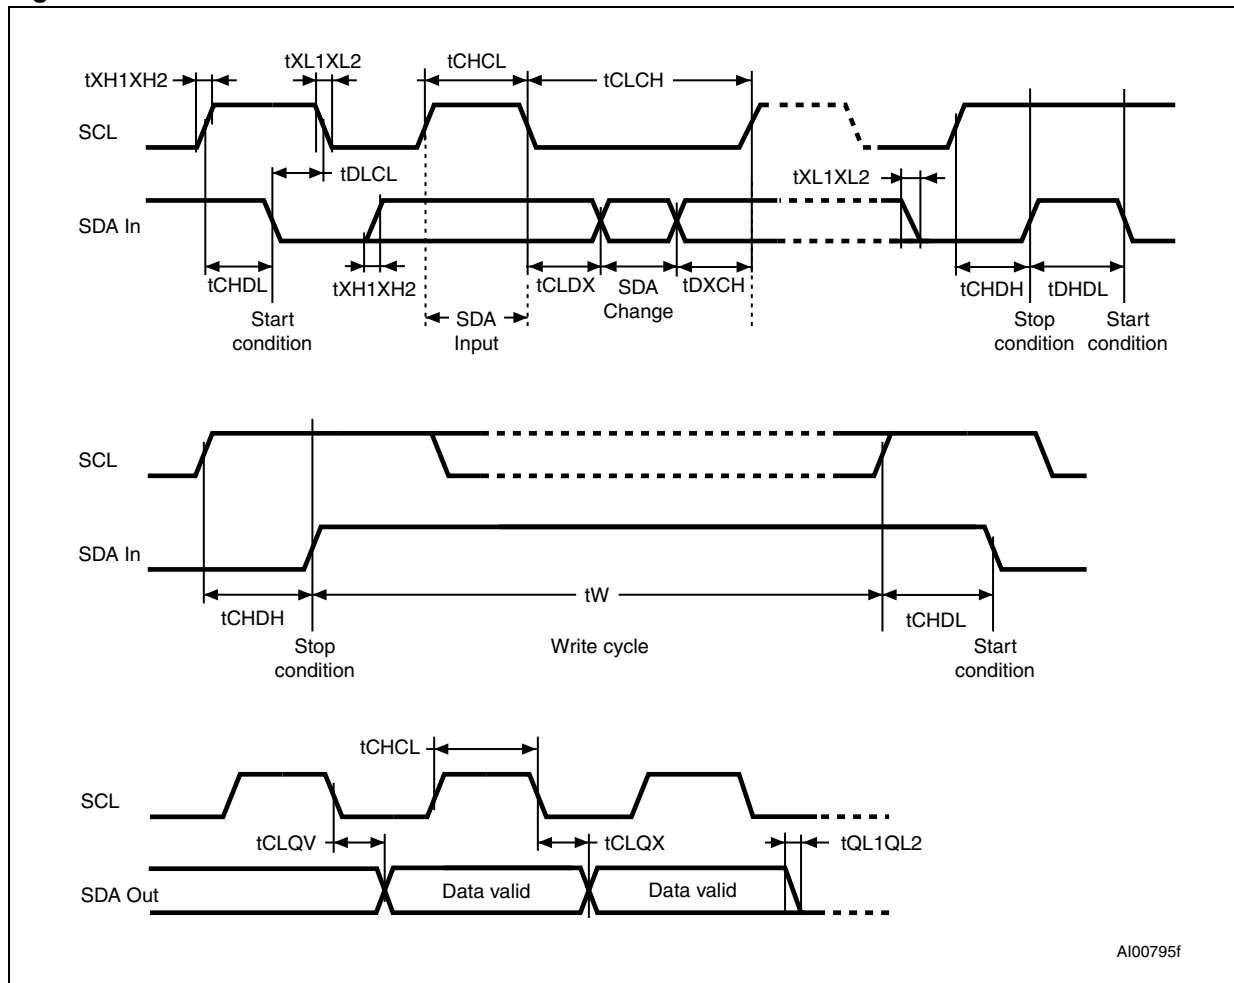 tXH1XH2
tXL1XL2
tCHCL
tCLCH
SCL
tDLCL
tXL1XL2
SDA In
tCHDL
tXH1XH2
tCLDX
SDA
Change
tDXCH
tCHDH
tDHDL
Start
condition
SDA
Input
Stop
condition
Start
condition
SCL
SDA In
tCHDH
tW
tCHDL
Stop
condition
Write cycle
Start
condition
tCHCL
SCL
tCLQV
tCLQX
tQL1QL2
SDA Out
Data valid
Data valid
AI00795f